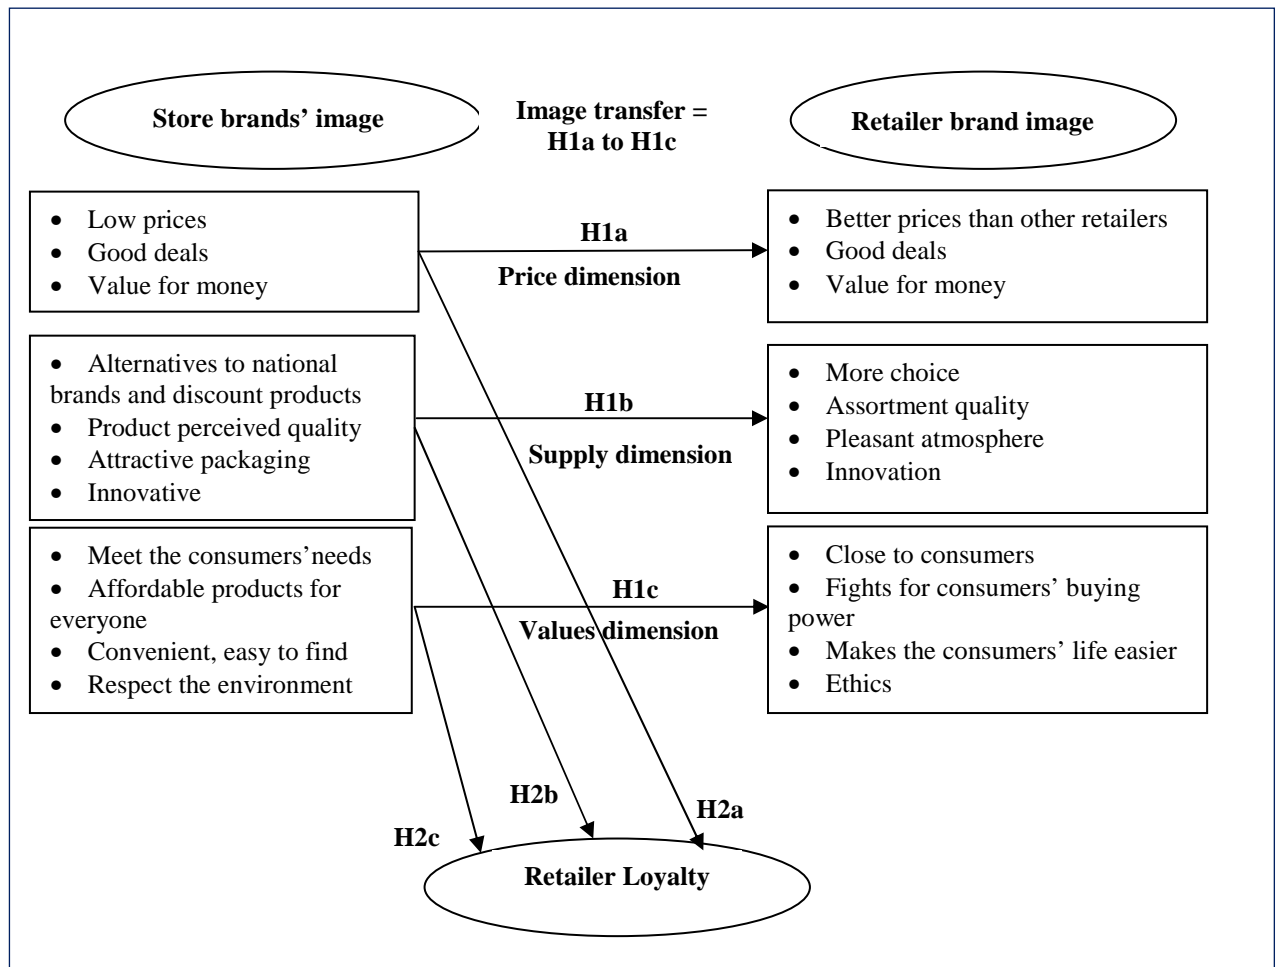 Store brands’ image
Image transfer =
H1a to H1c
Retailer brand image
• Low prices
• Good deals
• Value for money
H1a
Price dimension
• Better prices than other retailers
• Good deals
• Value for money
• Alternatives to national
brands and discount products
• Product perceived quality
• Attractive packaging
• Innovative
H1b
Supply dimension
• More choice
• Assortment quality
• Pleasant atmosphere
• Innovation
• Meet the consumers’needs
• Affordable products for
everyone
• Convenient, easy to find
• Respect the environment
H1c
Values dimension
• Close to consumers
• Fights for consumers’ buying
power
• Makes the consumers’ life easier
• Ethics
H2c
H2b
H2a
Retailer Loyalty